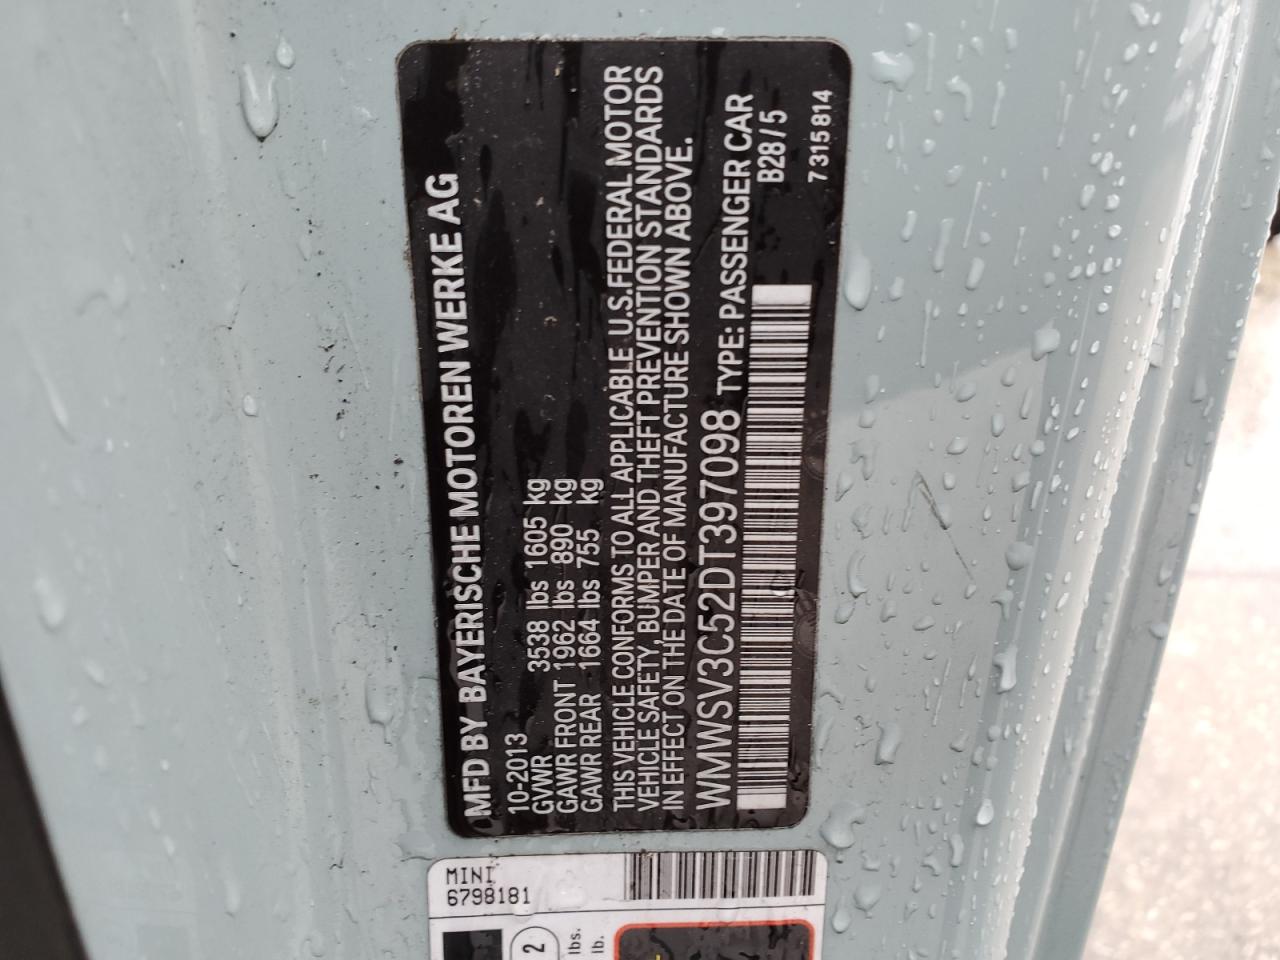 MFD BY BAYERISCHE MOTOREN WERKE AG
10-2013
GVWR 3538 lbs 1605 kg
GAWR FRONT 1962 lbs 890 kg
GAWR REAR 1664 lbs 755 kg
THIS VEHICLE CONFORMS TO ALL APPLICABLE U.S.FEDERAL MOTOR
VEHICLE SAFETY, BUMPER AND THEFT PREVENTION STANDARDS
IN EFFECT ON THE DATE OF MANUFACTURE SHOWN ABOVE.
WMWSV3C52DT397098 TYPE: PASSENGER CAR
B28/5
7315814
MINI
6798181
2
lbs.
lb.